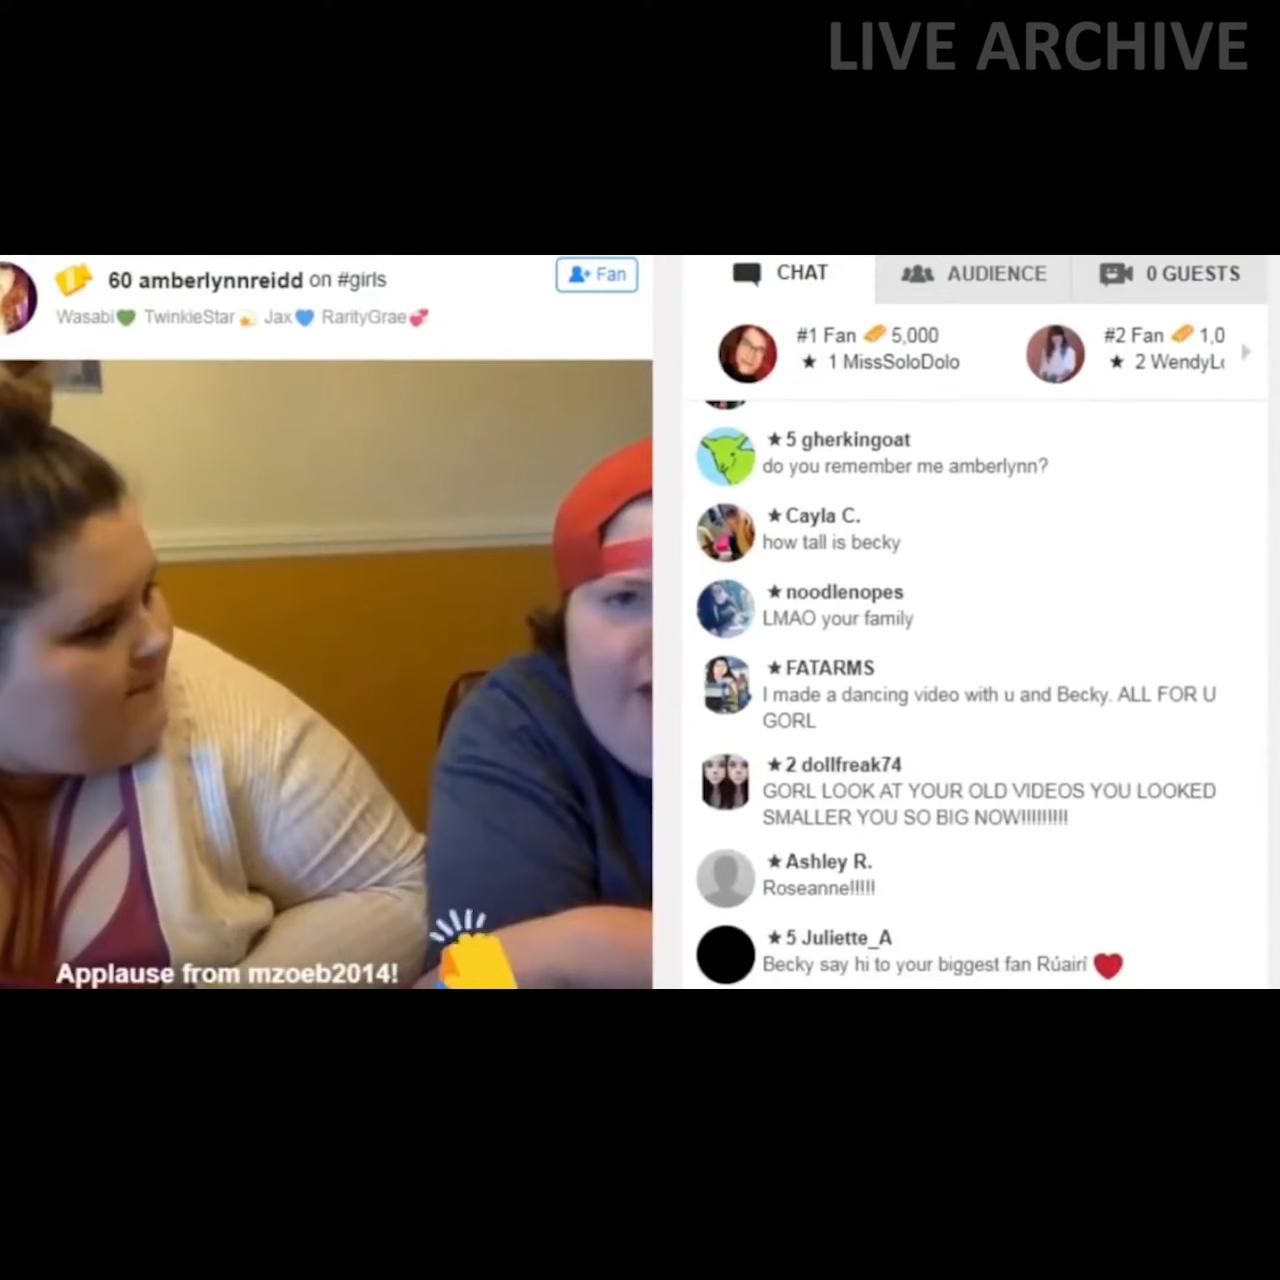 LIVE ARCHIVE
60 amberlynnreidd on #girls
Fan
Wasabi💚 TwinkieStar💫 Jax💙 RarityGrae💞
Applause from mzoeb2014!
CHAT
AUDIENCE
0 GUESTS
#1 Fan 5,000
★ 1 MissSoloDolo
#2 Fan 1,0
★ 2 WendyL
★5 gherkingoat
do you remember me amberlynn?
★Cayla C.
how tall is becky
★noodlenopes
LMAO your family
★FATARMS
I made a dancing video with u and Becky. ALL FOR U
GORL
★2 dollfreak74
GORL LOOK AT YOUR OLD VIDEOS YOU LOOKED
SMALLER YOU SO BIG NOW!!!!!!!!!
★Ashley R.
Roseanne!!!!!
★5 Juliette_A
Becky say hi to your biggest fan Rúairí ❤